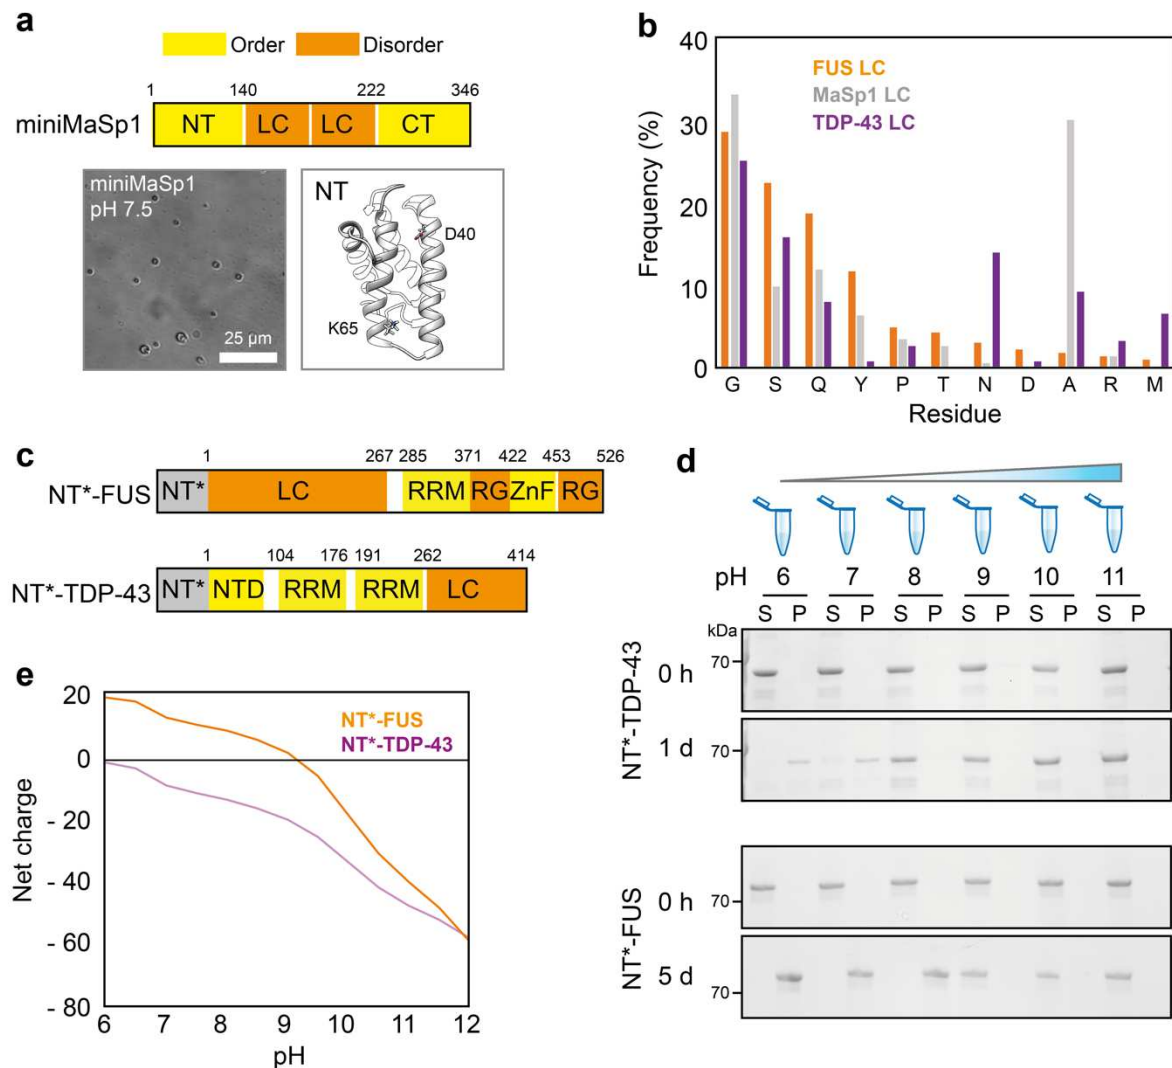 a
Order
Disorder
1 140 222 346
miniMaSp1
NT LC LC CT
miniMaSp1
pH 7.5
25 µm
NT
D40
K65
b
40
30
20
10
0
Frequency (%)
FUS LC
MaSp1 LC
TDP-43 LC
G S Q Y P T N D A R M
Residue
c
1 267 285 371 422 453 526
NT*-FUS
NT* LC RRM RG ZnF RG
1 104 176 191 262 414
NT*-TDP-43
NT* NTD RRM RRM LC
d
pH 6 7 8 9 10 11
S P S P S P S P S P S P
kDa
NT*-TDP-43
70
0 h
70
1 d
NT*-FUS
70
0 h
70
5 d
e
20
0
- 20
- 40
- 60
- 80
Net charge
NT*-FUS
NT*-TDP-43
6 7 8 9 10 11 12
pH